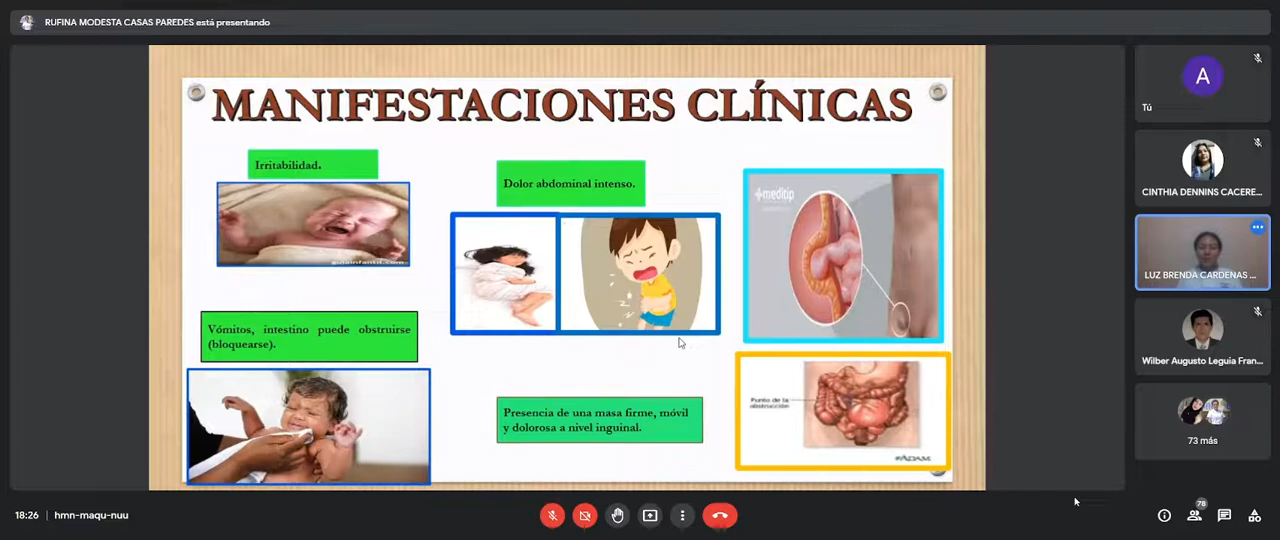 RUFINA MODESTA CASAS PAREDES está presentando
MANIFESTACIONES CLÍNICAS
Irritabilidad.
Dolor abdominal intenso.
meditip
Vómitos, intestino puede obstruirse
(bloquearse).
Presencia de una masa firme, móvil
y dolorosa a nivel inguinal.
Punto de la
obstrucción
ADAM.
A
Tú
CINTHIA DENNINS CACERE...
LUZ BRENDA CARDENAS ...
Wilber Augusto Leguia Fran...
73 más
18:26
hmn-maqu-nuu
78